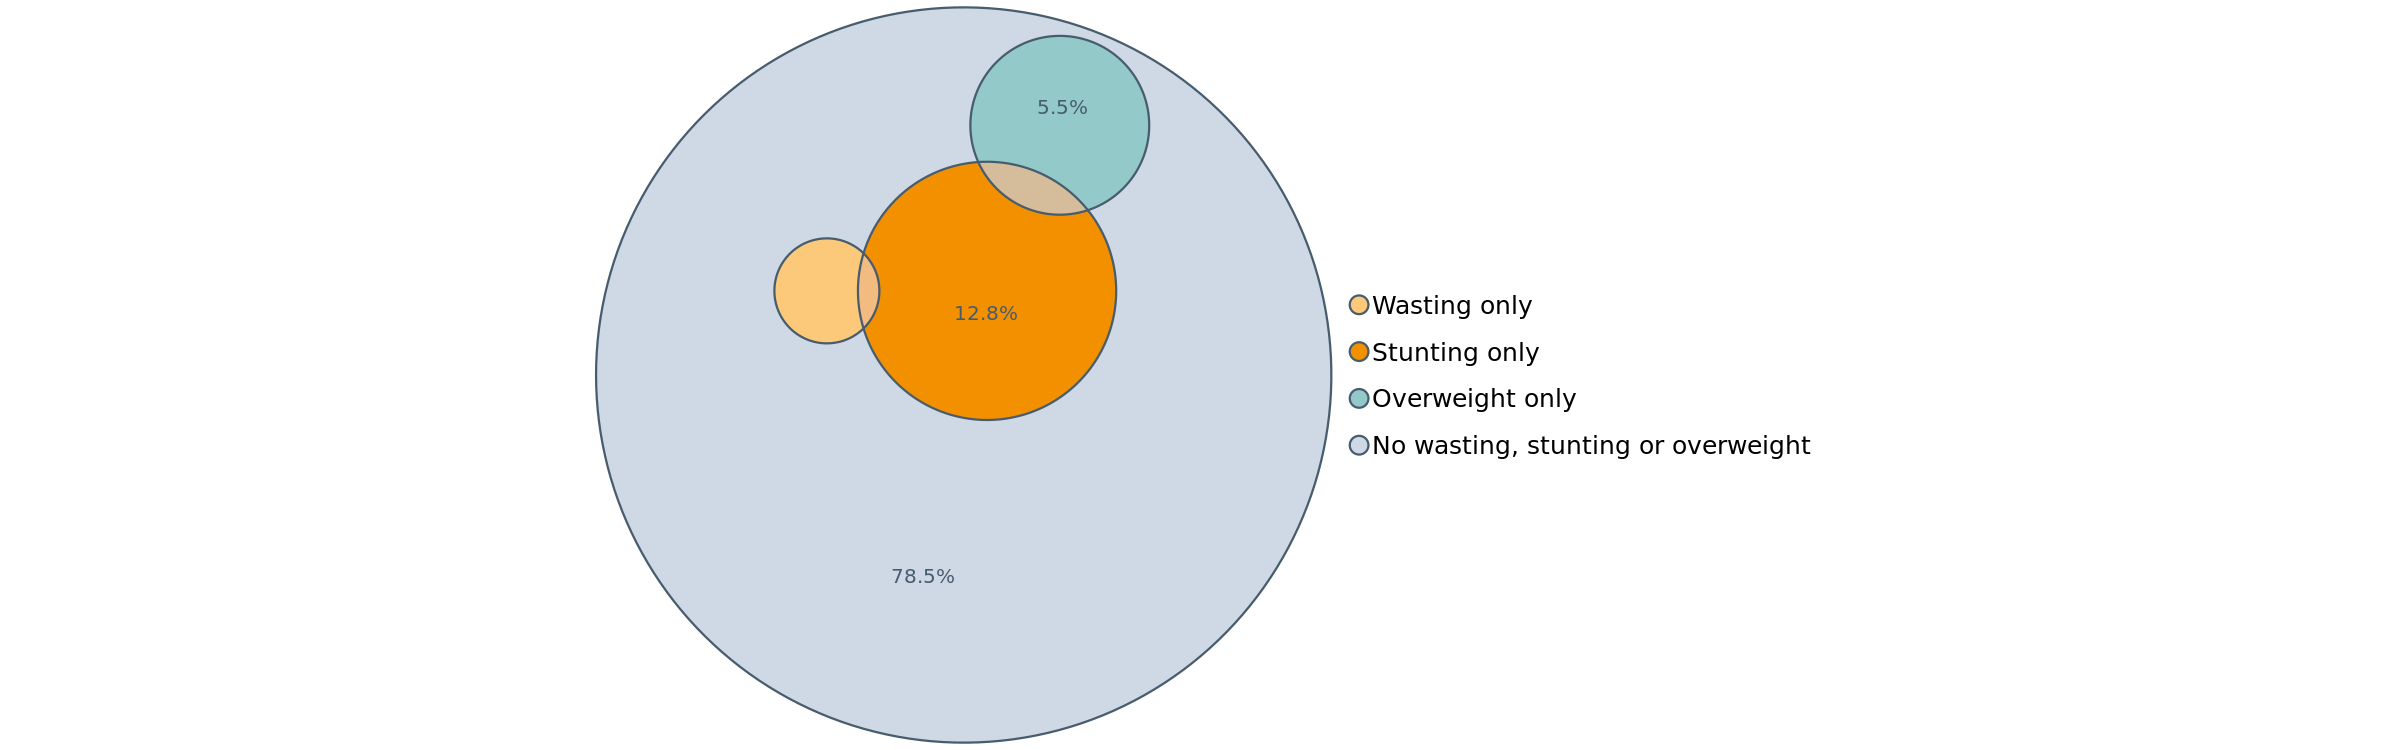 5.5%
12.8%
78.5%
Wasting only
Stunting only
Overweight only
No wasting, stunting or overweight